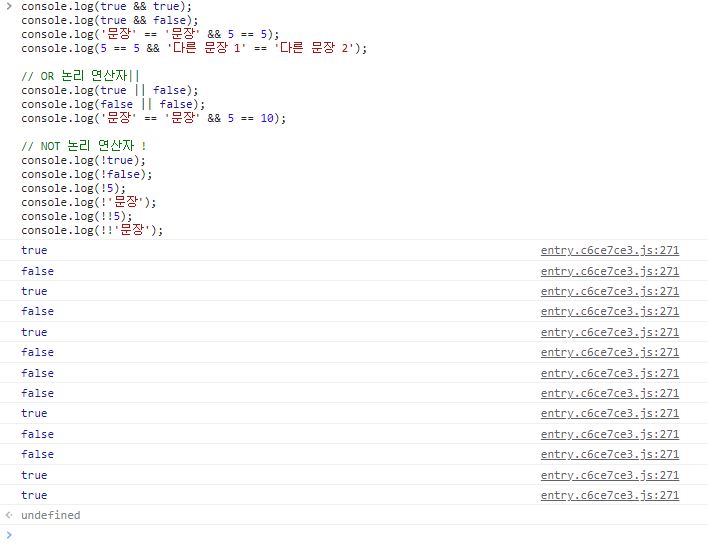 > console.log(true && true);
console.log(true && false);
console.log('문장' == '문장' && 5 == 5);
console.log(5 == 5 && '다른 문장 1' == '다른 문장 2');
// OR 논리 연산자||
console.log(true || false);
console.log(false || false);
console.log('문장' == '문장' && 5 == 10);
// NOT 논리 연산자 !
console.log(!true);
console.log(!false);
console.log(!5);
console.log(!'문장');
console.log(!!5);
console.log(!!'문장');
true entry.c6ce7ce3.js:271
false entry.c6ce7ce3.js:271
true entry.c6ce7ce3.js:271
false entry.c6ce7ce3.js:271
true entry.c6ce7ce3.js:271
false entry.c6ce7ce3.js:271
false entry.c6ce7ce3.js:271
false entry.c6ce7ce3.js:271
true entry.c6ce7ce3.js:271
false entry.c6ce7ce3.js:271
false entry.c6ce7ce3.js:271
true entry.c6ce7ce3.js:271
true entry.c6ce7ce3.js:271
undefined
>